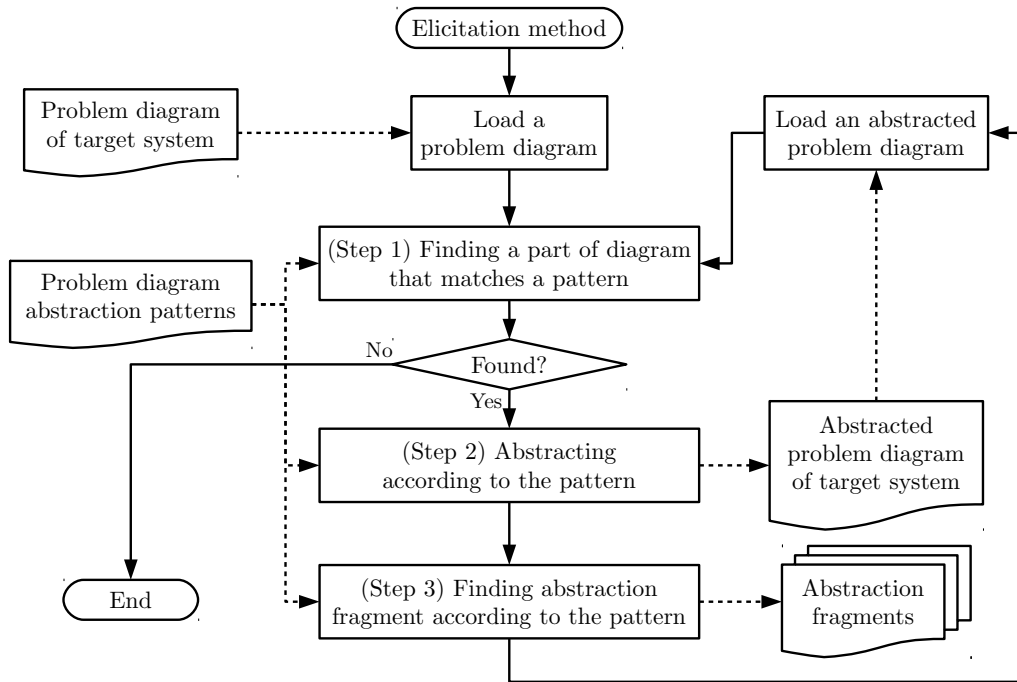 Elicitation method
Problem diagram
of target system
Load a
problem diagram
Load an abstracted
problem diagram
(Step 1) Finding a part of diagram
that matches a pattern
Problem diagram
abstraction patterns
No
Found?
Yes
(Step 2) Abstracting
according to the pattern
Abstracted
problem diagram
of target system
End
(Step 3) Finding abstraction
fragment according to the pattern
Abstraction
fragments